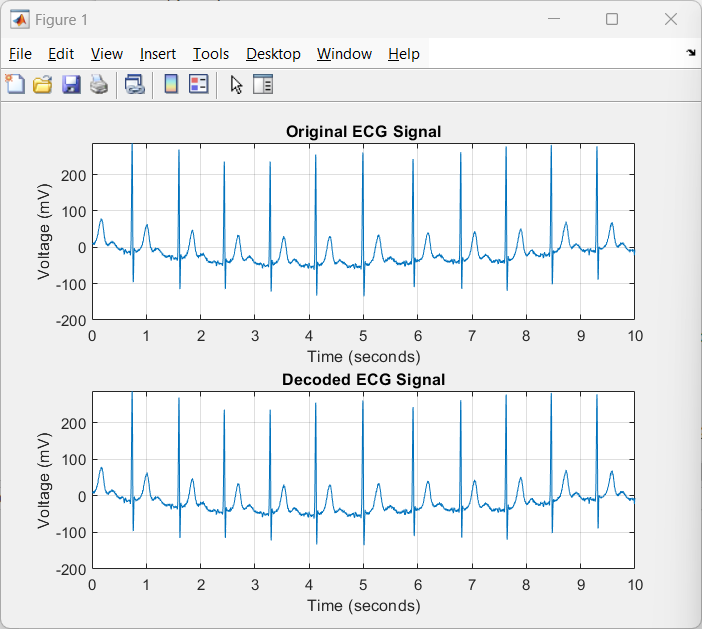 Figure 1
File Edit View Insert Tools Desktop Window Help
Original ECG Signal
200
100
0
-100
-200
Voltage (mV)
0 1 2 3 4 5 6 7 8 9 10
Time (seconds)
Decoded ECG Signal
200
100
0
-100
-200
Voltage (mV)
0 1 2 3 4 5 6 7 8 9 10
Time (seconds)